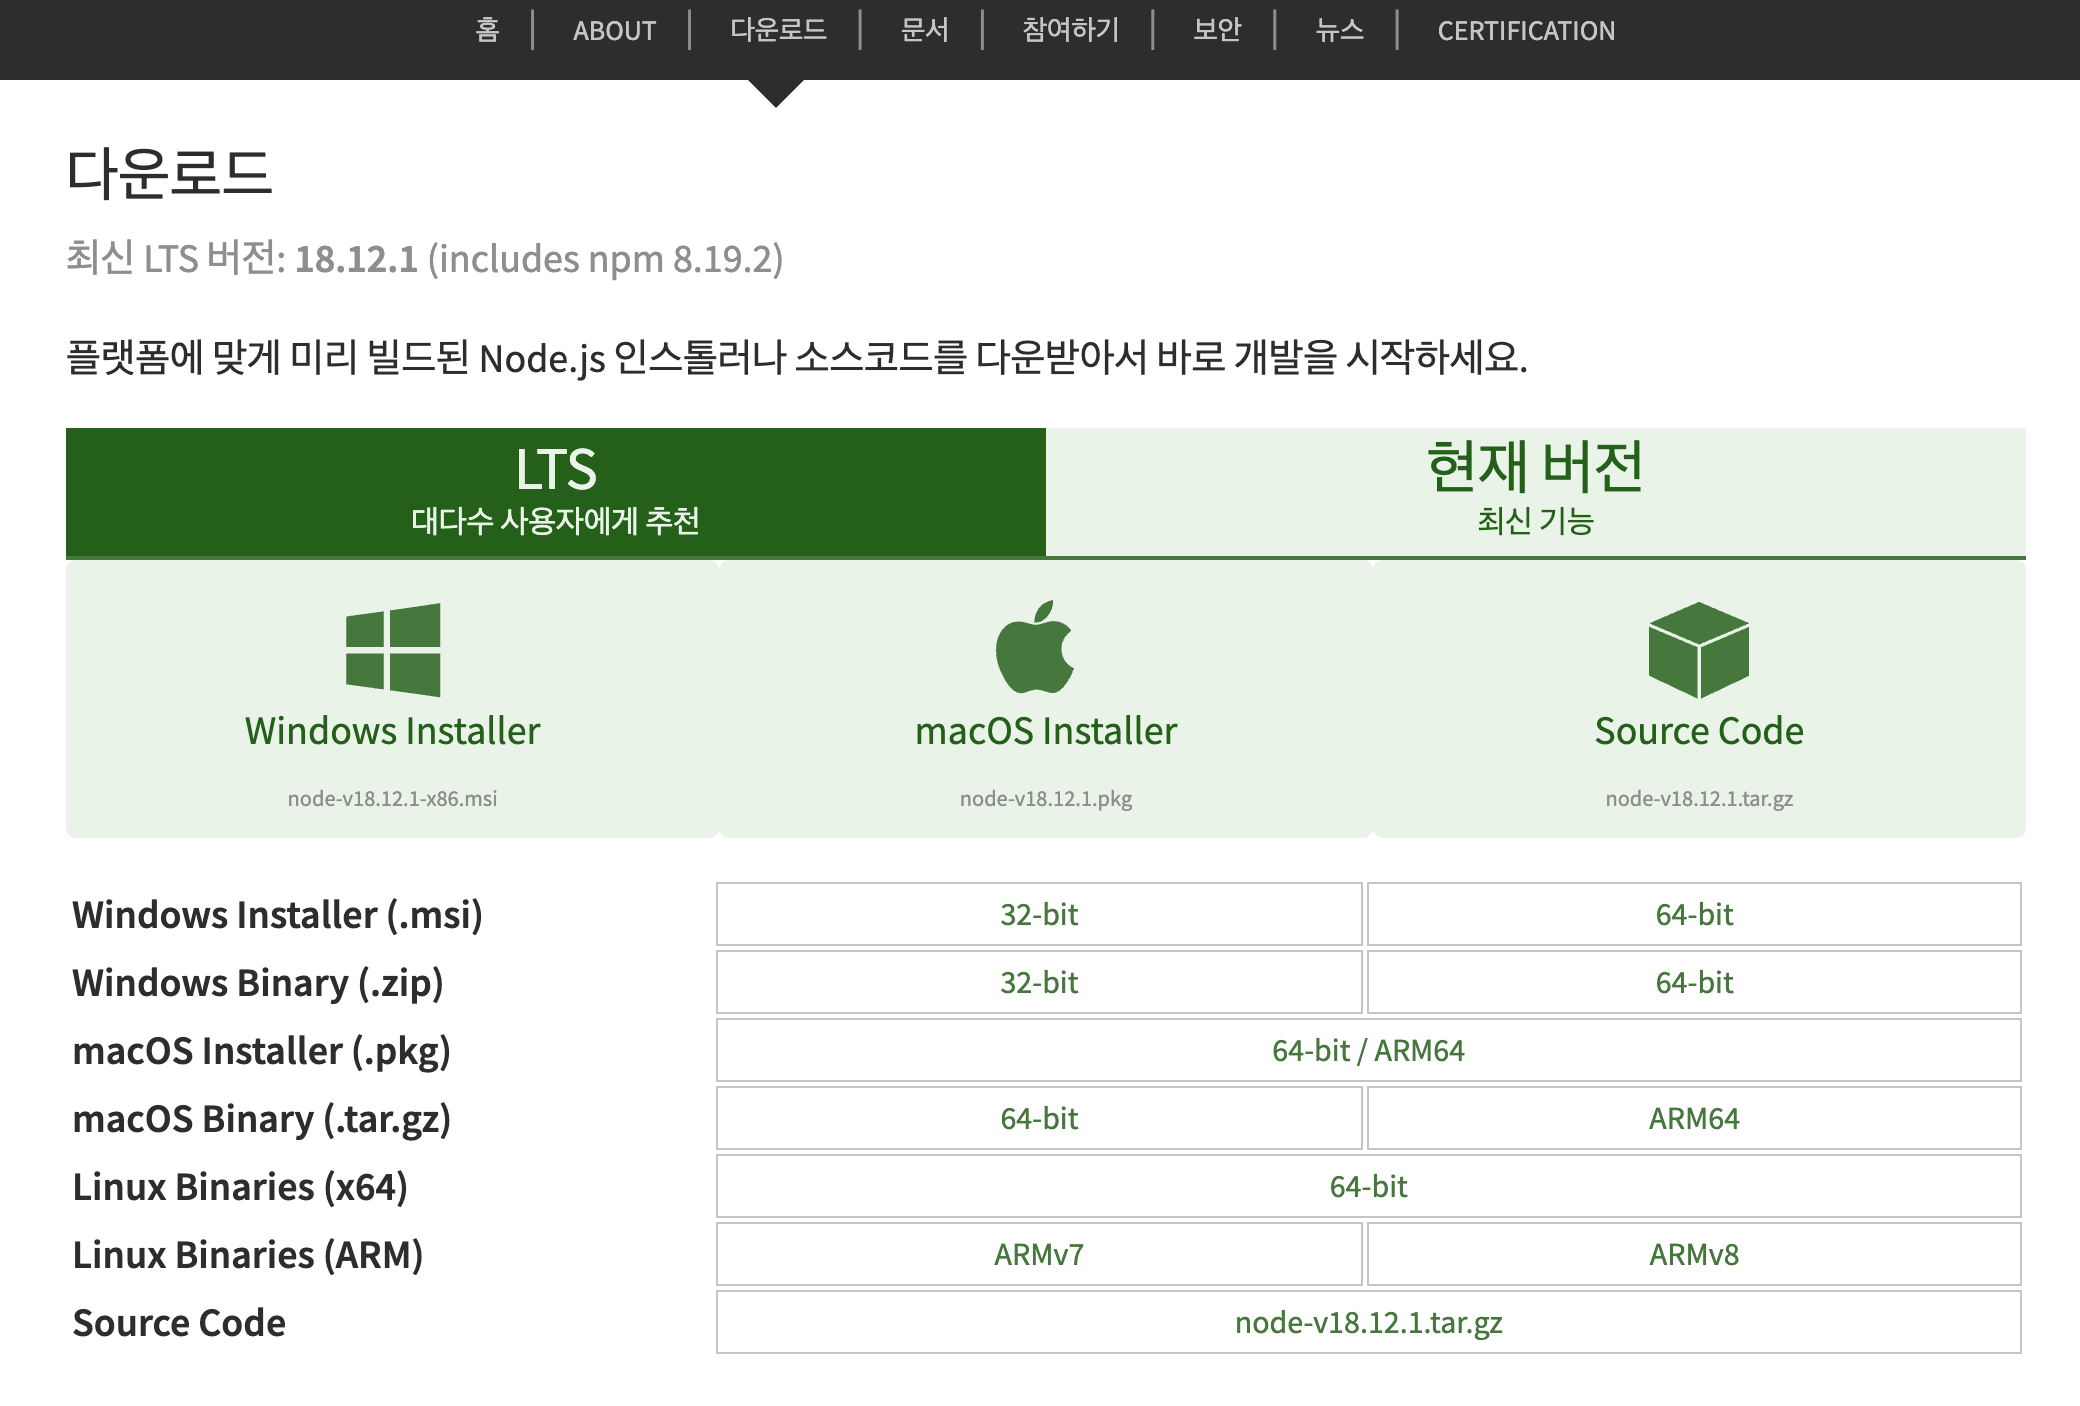 홈 ABOUT 다운로드 문서 참여하기 보안 뉴스 CERTIFICATION
다운로드
최신 LTS 버전: 18.12.1 (includes npm 8.19.2)
플랫폼에 맞게 미리 빌드된 Node.js 인스톨러나 소스코드를 다운받아서 바로 개발을 시작하세요.
LTS
대다수 사용자에게 추천
현재 버전
최신 기능
Windows Installer
node-v18.12.1-x86.msi
macOS Installer
node-v18.12.1.pkg
Source Code
node-v18.12.1.tar.gz
Windows Installer (.msi) 32-bit 64-bit
Windows Binary (.zip) 32-bit 64-bit
macOS Installer (.pkg) 64-bit / ARM64
macOS Binary (.tar.gz) 64-bit ARM64
Linux Binaries (x64) 64-bit
Linux Binaries (ARM) ARMv7 ARMv8
Source Code node-v18.12.1.tar.gz